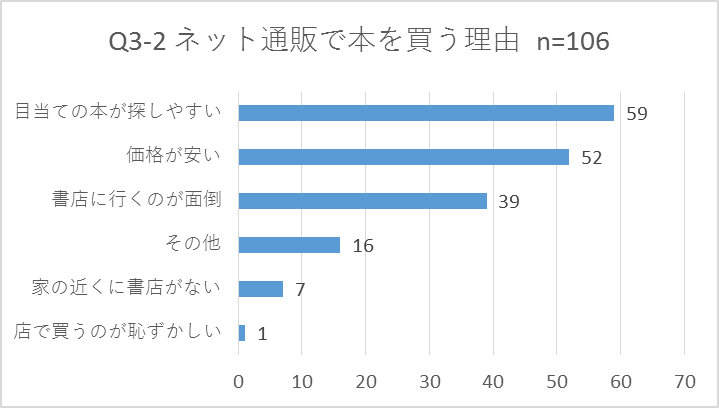 Q3-2 ネット通販で本を買う理由 n=106
目当ての本が探しやすい 59
価格が安い 52
書店に行くのが面倒 39
その他 16
家の近くに書店がない 7
店で買うのが恥ずかしい 1
0 10 20 30 40 50 60 70